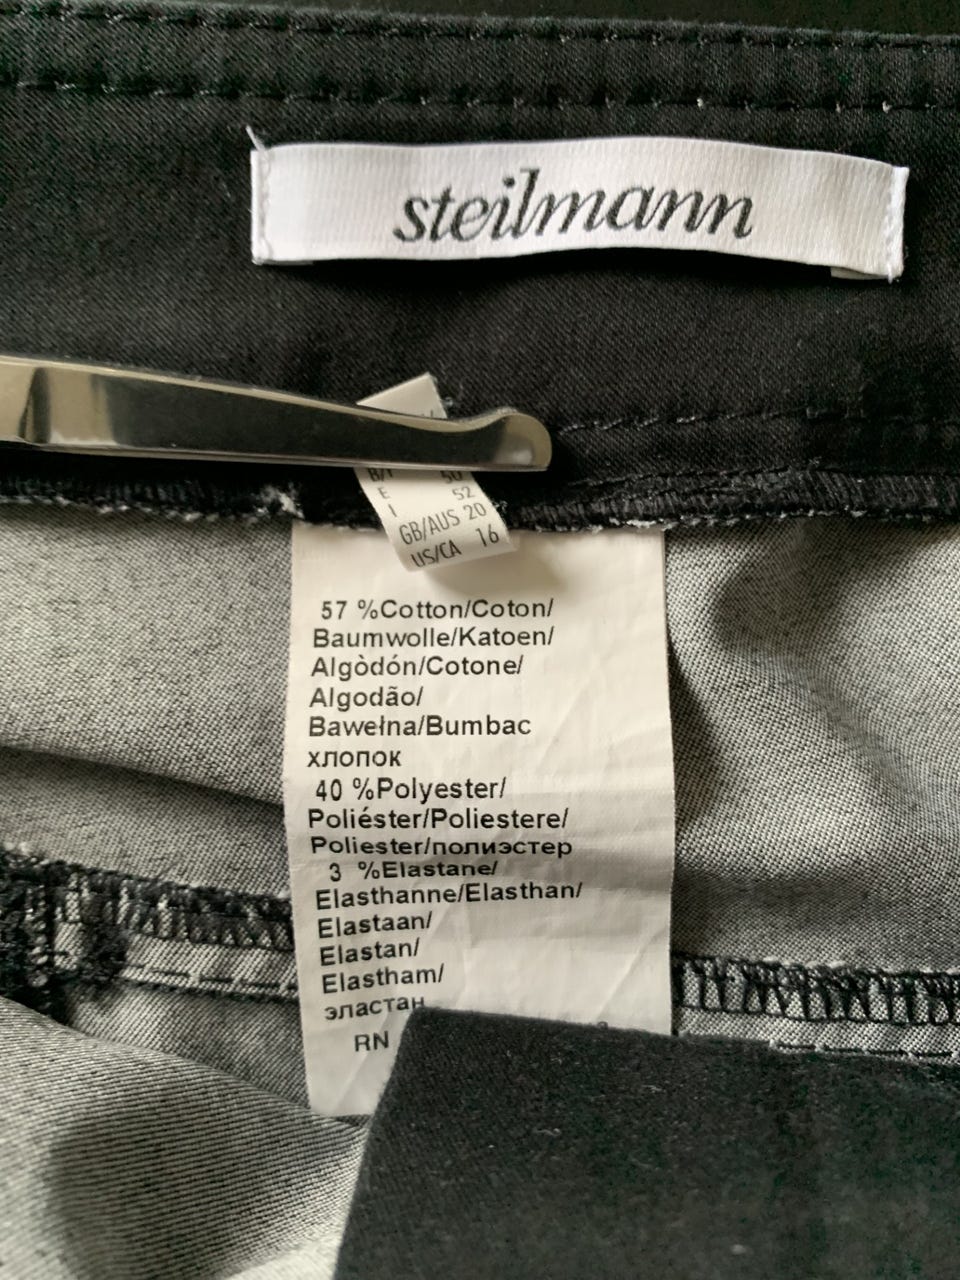 steilmann
E
I 52
GB/AUS 20
US/CA 16
57 %Cotton/Coton/
Baumwolle/Katoen/
Algòdón/Cotone/
Algodão/
Bawełna/Bumbac
хлопок
40 %Polyester/
Poliéster/Poliestere/
Poliester/полиэстер
3 %Elastane/
Elasthanne/Elasthan/
Elastaan/
Elastan/
Elastham/
эластан
RN